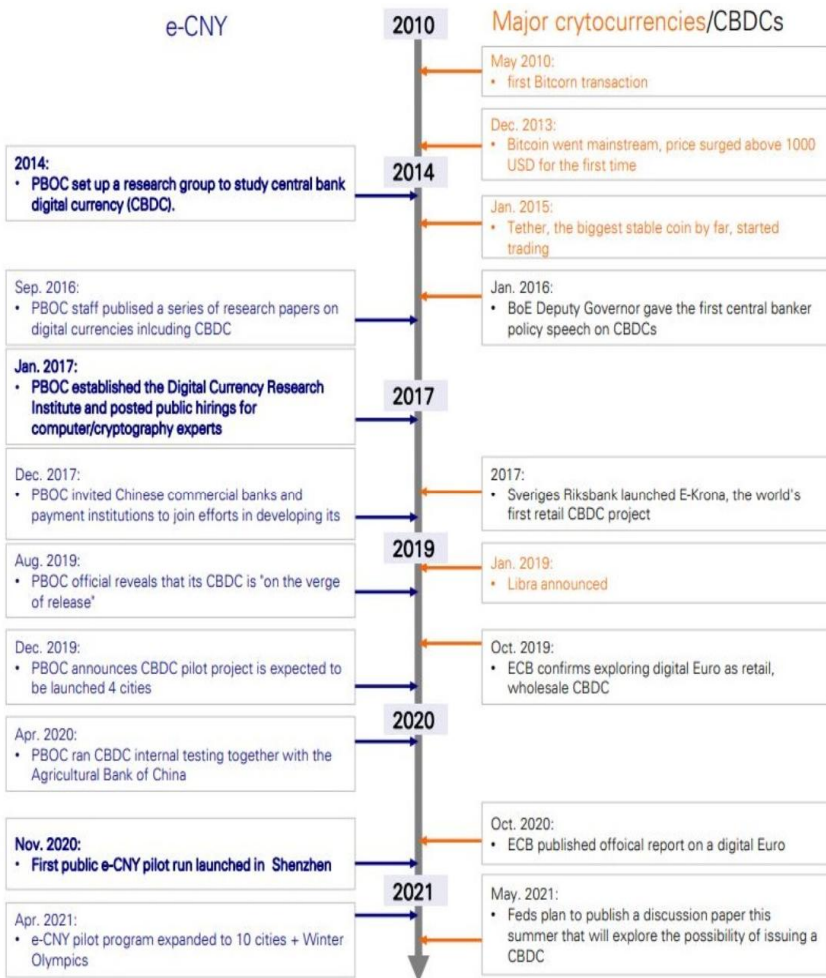 e-CNY
2010
Major crytocurrencies/CBDCs
May 2010:
• first Bitcorn transaction
Dec. 2013:
• Bitcoin went mainstream, price surged above 1000
USD for the first time
2014:
• PBOC set up a research group to study central bank
digital currency (CBDC).
2014
Jan. 2015:
• Tether, the biggest stable coin by far, started
trading
Sep. 2016:
• PBOC staff publised a series of research papers on
digital currencies inlcuding CBDC
Jan. 2016:
• BoE Deputy Governor gave the first central banker
policy speech on CBDCs
Jan. 2017:
• PBOC established the Digital Currency Research
Institute and posted public hirings for
computer/cryptography experts
2017
Dec. 2017:
• PBOC invited Chinese commercial banks and
payment institutions to join efforts in developing its
2017:
• Sveriges Riksbank launched E-Krona, the world's
first retail CBDC project
2019
Aug. 2019:
• PBOC official reveals that its CBDC is "on the verge
of release"
Jan. 2019:
• Libra announced
Dec. 2019:
• PBOC announces CBDC pilot project is expected to
be launched 4 cities
Oct. 2019:
• ECB confirms exploring digital Euro as retail,
wholesale CBDC
2020
Apr. 2020:
• PBOC ran CBDC internal testing together with the
Agricultural Bank of China
Oct. 2020:
• ECB published offoical report on a digital Euro
Nov. 2020:
• First public e-CNY pilot run launched in Shenzhen
2021
Apr. 2021:
• e-CNY pilot program expanded to 10 cities + Winter
Olympics
May. 2021:
• Feds plan to publish a discussion paper this
summer that will explore the possibility of issuing a
CBDC